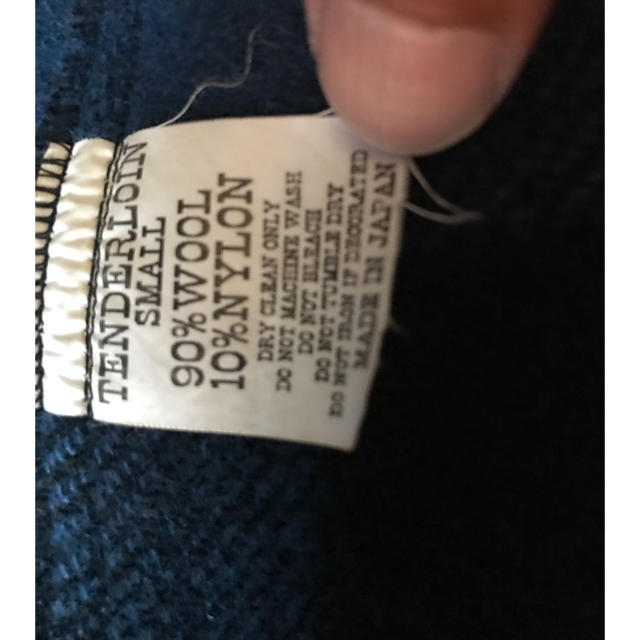 TENDERLOIN
SMALL
90%WOOL
10%NYLON
DRY CLEAN ONLY
DO NOT MACHINE WASH
DO NOT BLEACH
DO NOT TUMBLE DRY
DO NOT IRON IF DECORATED
MADE IN JAPAN